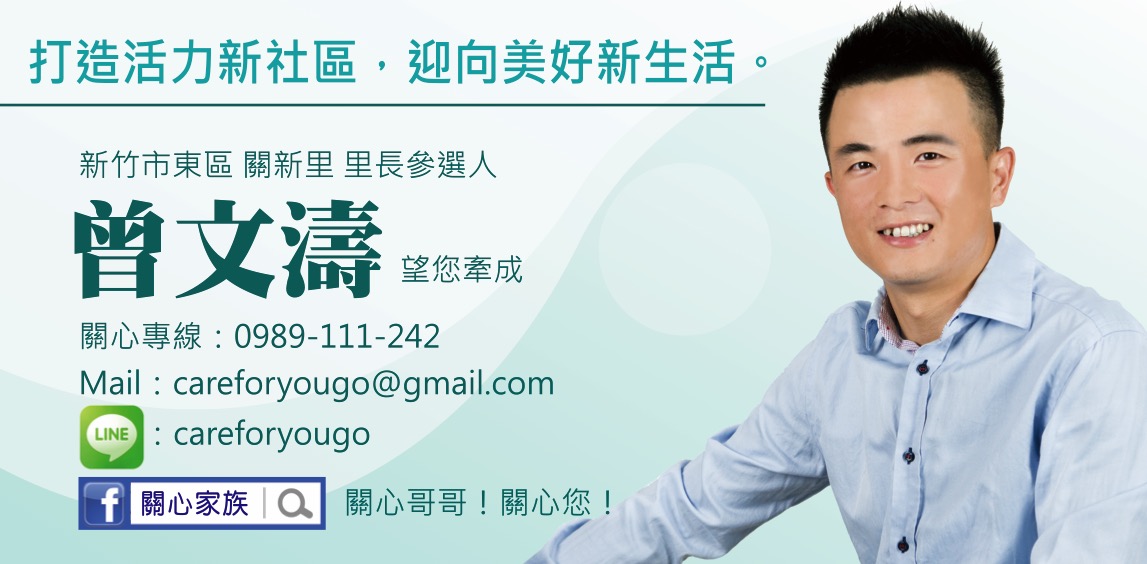 打造活力新社區，迎向美好新生活。
新竹市東區 關新里 里長參選人
曾文濤 望您牽成
關心專線：0989-111-242
Mail：careforyougo@gmail.com
LINE：careforyougo
f 關心家族 關心哥哥！關心您！